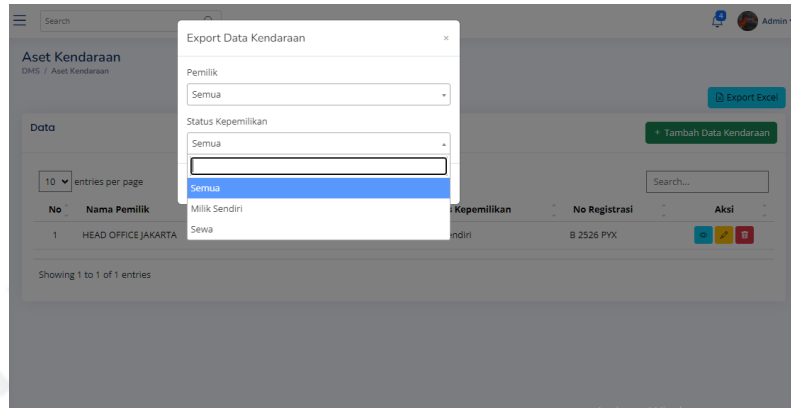 Search
4
Admin
Export Data Kendaraan
×
Aset Kendaraan
DMS / Aset Kendaraan
Pemilik
Semua
Export Excel
Data
Status Kepemilikan
Semua
+ Tambah Data Kendaraan
10 entries per page
Search...
Semua
Milik Sendiri
Sewa
No Nama Pemilik Kepemilikan No Registrasi Aksi
1 HEAD OFFICE JAKARTA endiri B 2526 PYX
Showing 1 to 1 of 1 entries